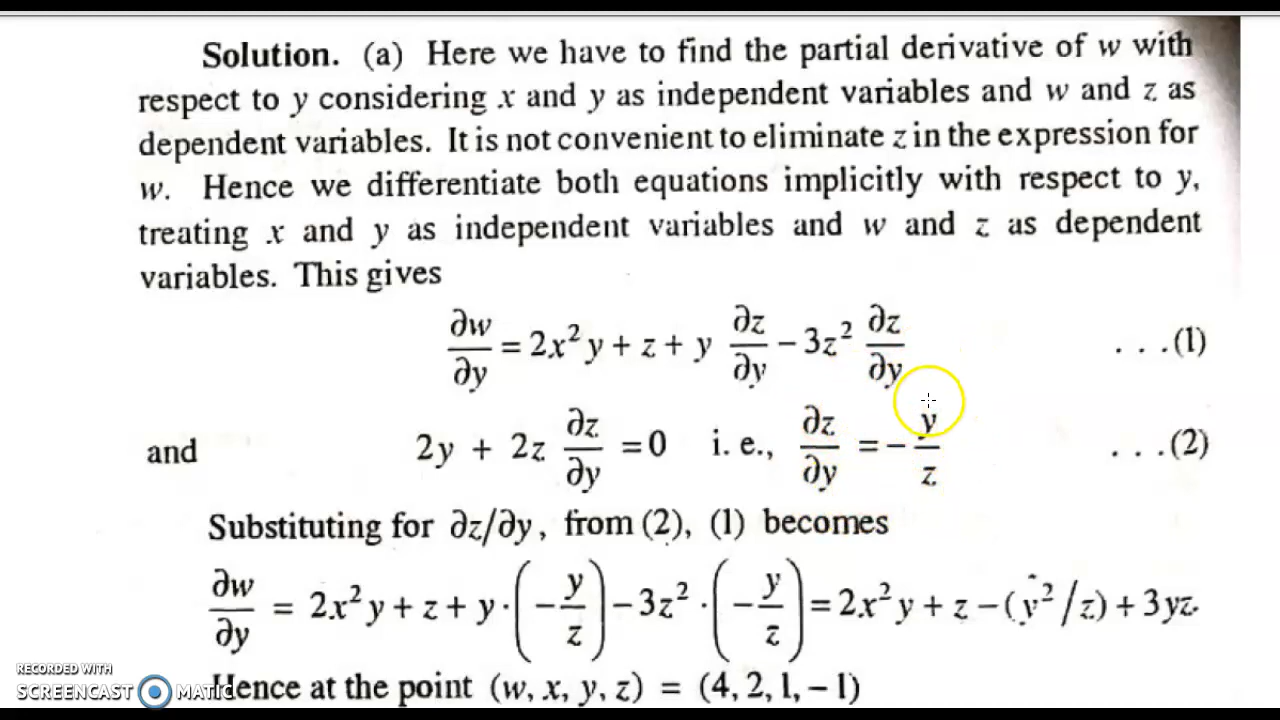 Solution. (a) Here we have to find the partial derivative of w with
respect to y considering x and y as independent variables and w and z as
dependent variables. It is not convenient to eliminate z in the expression for
w. Hence we differentiate both equations implicitly with respect to y,
treating x and y as independent variables and w and z as dependent
variables. This gives
∂w/∂y = 2x²y + z + y ∂z/∂y − 3z² ∂z/∂y ...(1)
and 2y + 2z ∂z/∂y = 0 i. e., ∂z/∂y = − y/z ...(2)
Substituting for ∂z/∂y, from (2), (1) becomes
∂w/∂y = 2x²y + z + y · (− y/z) − 3z² · (− y/z) = 2x²y + z − (y²/z) + 3yz.
Hence at the point (w, x, y, z) = (4, 2, 1, − 1)
RECORDED WITH
SCREENCAST MATIC